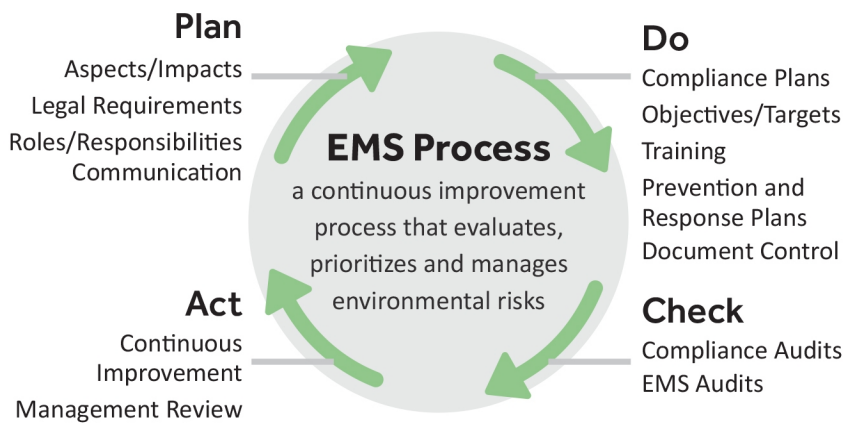 Plan
Aspects/Impacts
Legal Requirements
Roles/Responsibilities
Communication
Do
Compliance Plans
Objectives/Targets
Training
Prevention and
Response Plans
Document Control
EMS Process
a continuous improvement
process that evaluates,
prioritizes and manages
environmental risks
Act
Continuous
Improvement
Management Review
Check
Compliance Audits
EMS Audits